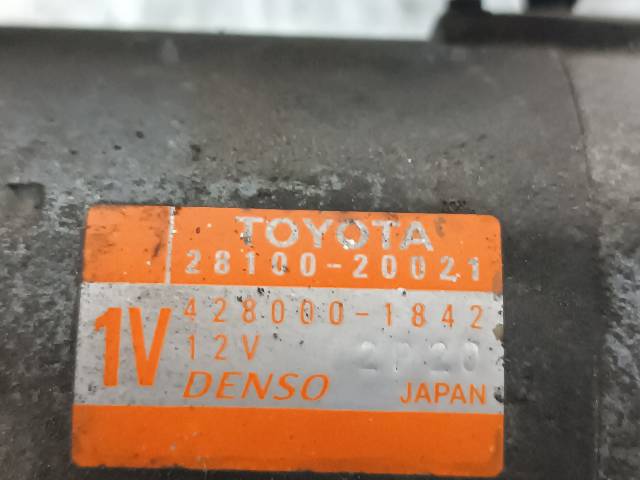 TOYOTA
28100-20021
1V
428000-1842
12V 2P20
DENSO JAPAN